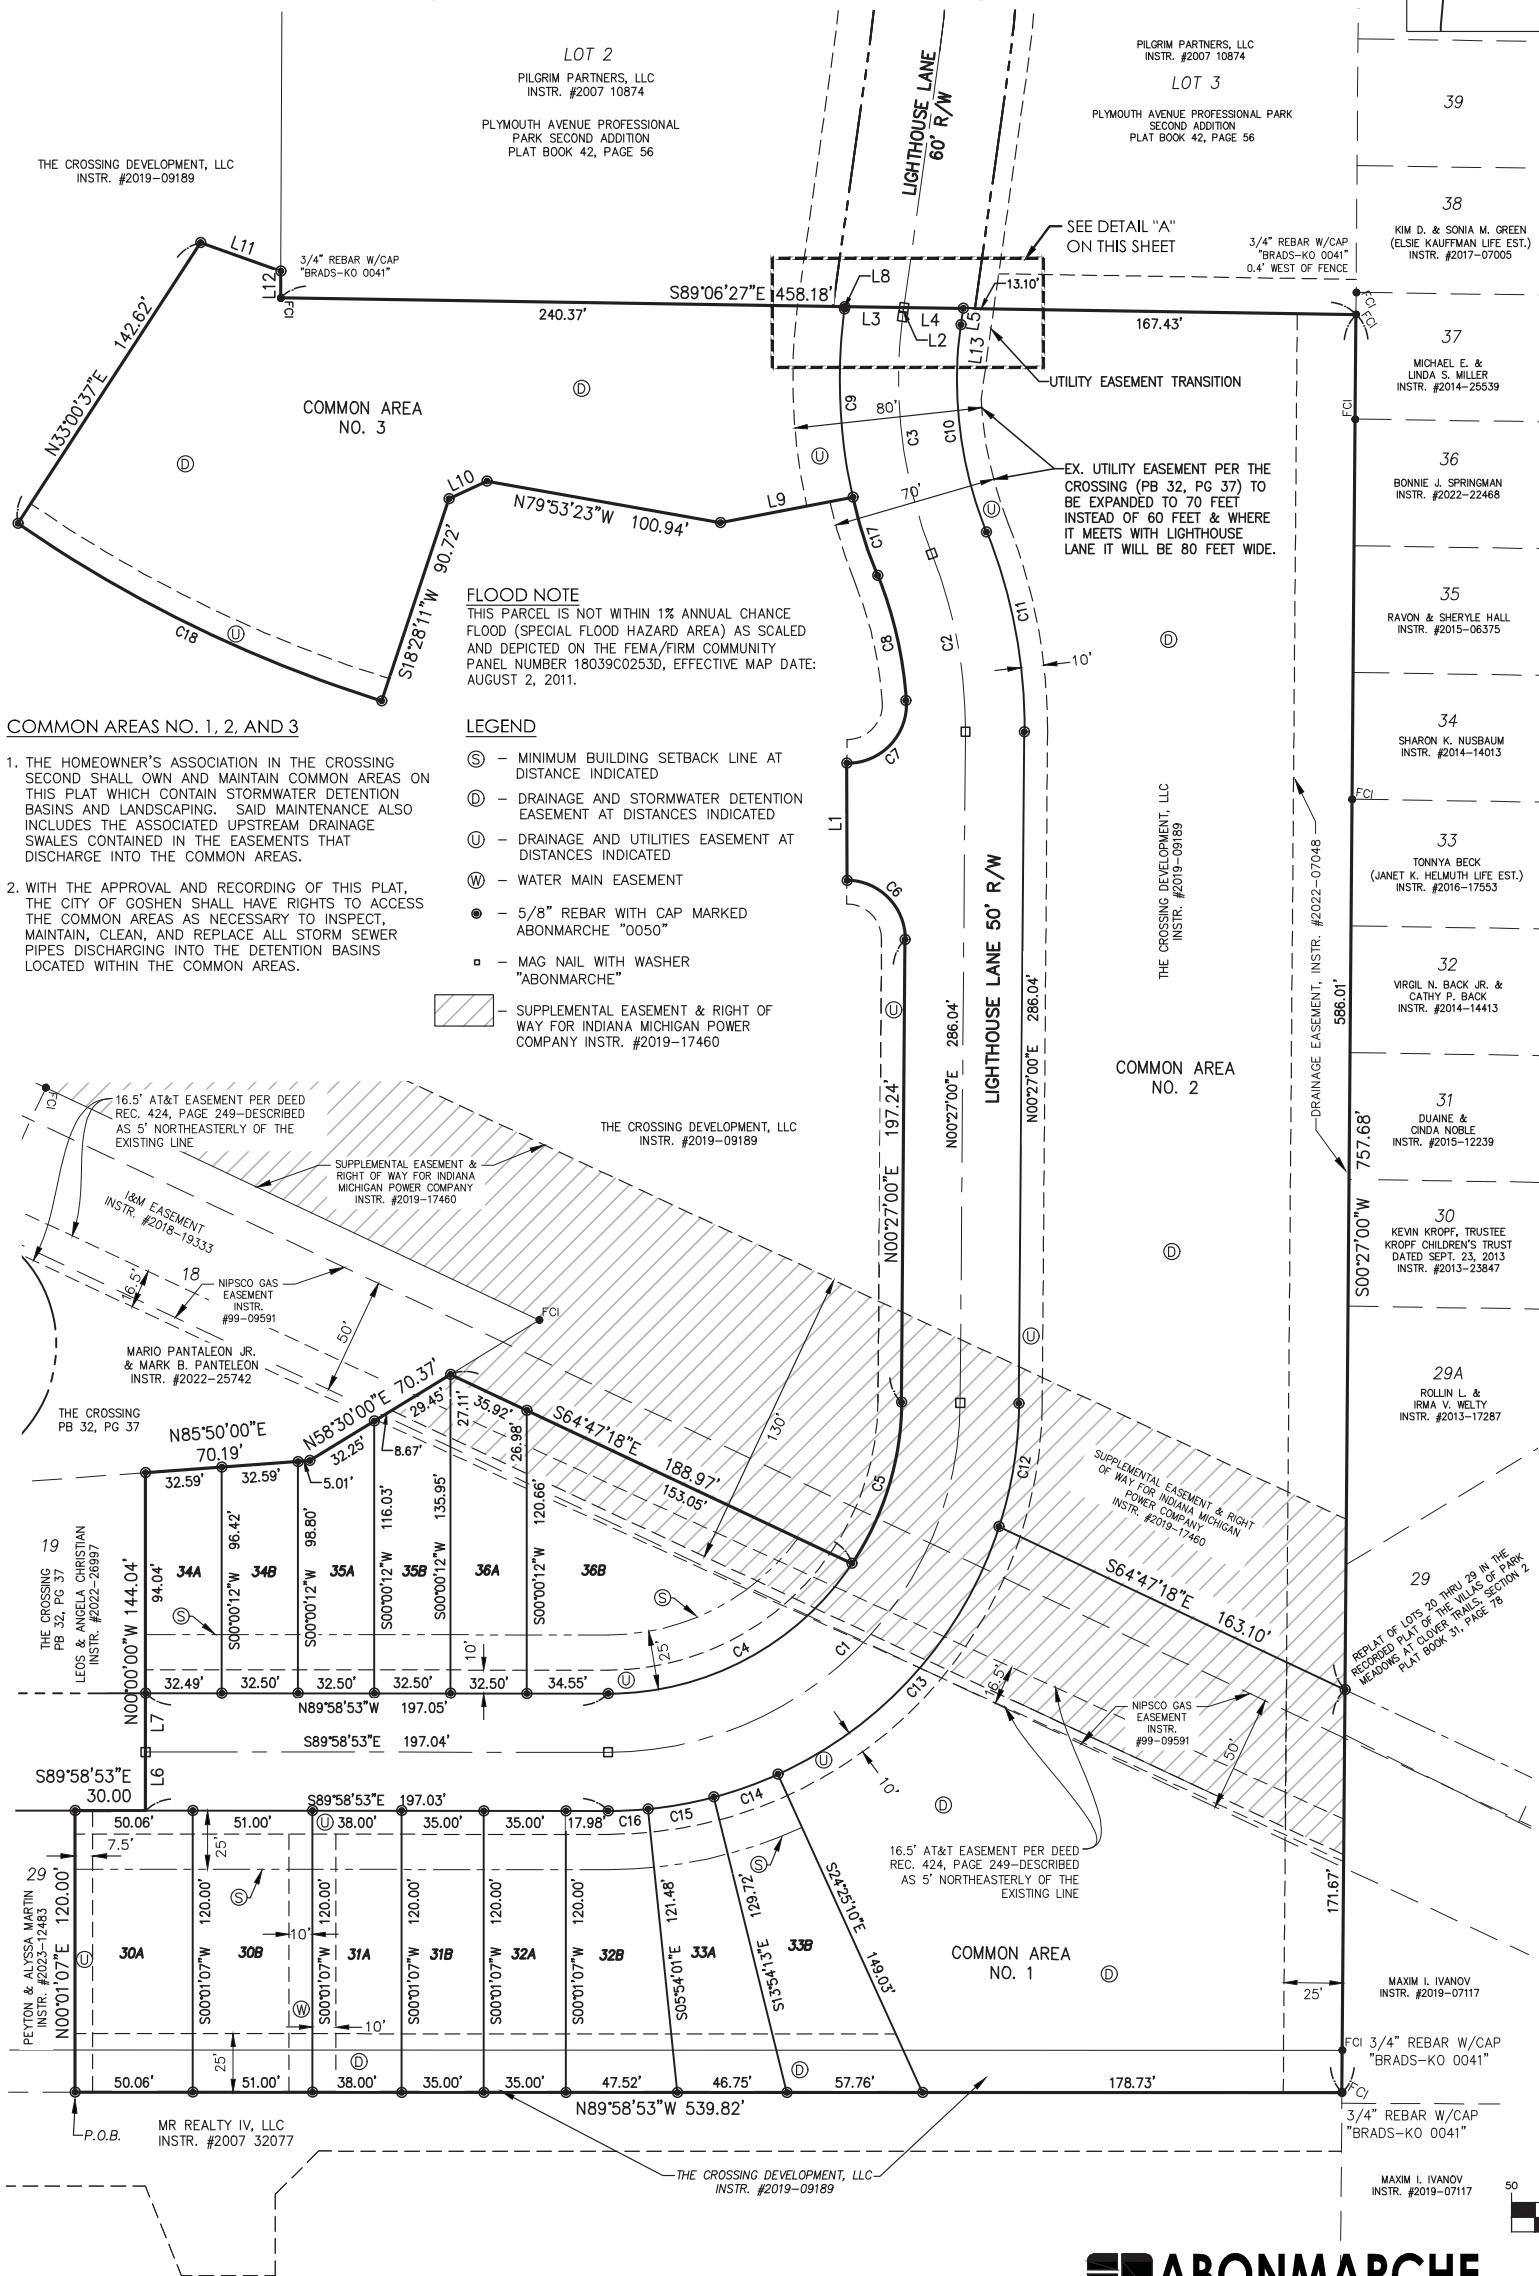 LOT 2
PILGRIM PARTNERS, LLC
INSTR. #2007 10874
PLYMOUTH AVENUE PROFESSIONAL
PARK SECOND ADDITION
PLAT BOOK 42, PAGE 56
THE CROSSING DEVELOPMENT, LLC
INSTR. #2019-09189
LIGHTHOUSE LANE
60' R/W
PILGRIM PARTNERS, LLC
INSTR. #2007 10874
LOT 3
PLYMOUTH AVENUE PROFESSIONAL PARK
SECOND ADDITION
PLAT BOOK 42, PAGE 56
SEE DETAIL "A"
ON THIS SHEET
3/4" REBAR W/CAP
"BRADS-KO 0041"
0.4' WEST OF FENCE
39
38
KIM D. & SONIA M. GREEN
(ELSIE KAUFFMAN LIFE EST.)
INSTR. #2017-07005
37
MICHAEL E. &
LINDA S. MILLER
INSTR. #2014-25539
36
BONNIE J. SPRINGMAN
INSTR. #2022-22468
35
RAVON & SHERYLE HALL
INSTR. #2015-06375
34
SHARON K. NUSBAUM
INSTR. #2014-14013
33
TONNYA BECK
(JANET K. HELMUTH LIFE EST.)
INSTR. #2016-17553
32
VIRGIL N. BACK JR. &
CATHY P. BACK
INSTR. #2014-14413
31
DUAINE &
CINDA NOBLE
INSTR. #2015-12239
30
KEVIN KROPF, TRUSTEE
KROPF CHILDREN'S TRUST
DATED SEPT. 23, 2013
INSTR. #2013-23847
29A
ROLLIN L. &
IRMA V. WELTY
INSTR. #2013-17287
29
REPLAT OF LOTS 20 THRU 29 IN THE
RECORDED PLAT OF THE VILLAS OF PARK
MEADOWS AT CLOVER TRAILS, SECTION 2
PLAT BOOK 31, PAGE 78
L11
L12
3/4" REBAR W/CAP
"BRADS-KO 0041"
FCI
S89°06'27"E 458.18'
240.37'
L8
L3
L4
L2
L5
L13
13.10'
167.43'
FCI
FCI
FCI
FCI
UTILITY EASEMENT TRANSITION
N33°00'37"E 142.62'
COMMON AREA
NO. 3
D
D
U
C9
C3
C10
80'
70'
EX. UTILITY EASEMENT PER THE
CROSSING (PB 32, PG 37) TO
BE EXPANDED TO 70 FEET
INSTEAD OF 60 FEET & WHERE
IT MEETS WITH LIGHTHOUSE
LANE IT WILL BE 80 FEET WIDE.
L10
N79°53'23"W 100.94'
L9
S18°28'11"W 90.72'
C18
U
C17
C8
C7
C2
C11
U
10'
D
FLOOD NOTE
THIS PARCEL IS NOT WITHIN 1% ANNUAL CHANCE
FLOOD (SPECIAL FLOOD HAZARD AREA) AS SCALED
AND DEPICTED ON THE FEMA/FIRM COMMUNITY
PANEL NUMBER 18039C0253D, EFFECTIVE MAP DATE:
AUGUST 2, 2011.
COMMON AREAS NO. 1, 2, AND 3
1. THE HOMEOWNER'S ASSOCIATION IN THE CROSSING
SECOND SHALL OWN AND MAINTAIN COMMON AREAS ON
THIS PLAT WHICH CONTAIN STORMWATER DETENTION
BASINS AND LANDSCAPING. SAID MAINTENANCE ALSO
INCLUDES THE ASSOCIATED UPSTREAM DRAINAGE
SWALES CONTAINED IN THE EASEMENTS THAT
DISCHARGE INTO THE COMMON AREAS.
2. WITH THE APPROVAL AND RECORDING OF THIS PLAT,
THE CITY OF GOSHEN SHALL HAVE RIGHTS TO ACCESS
THE COMMON AREAS AS NECESSARY TO INSPECT,
MAINTAIN, CLEAN, AND REPLACE ALL STORM SEWER
PIPES DISCHARGING INTO THE DETENTION BASINS
LOCATED WITHIN THE COMMON AREAS.
LEGEND
S - MINIMUM BUILDING SETBACK LINE AT
DISTANCE INDICATED
D - DRAINAGE AND STORMWATER DETENTION
EASEMENT AT DISTANCES INDICATED
U - DRAINAGE AND UTILITIES EASEMENT AT
DISTANCES INDICATED
W - WATER MAIN EASEMENT
- 5/8" REBAR WITH CAP MARKED
ABONMARCHE "0050"
- MAG NAIL WITH WASHER
"ABONMARCHE"
- SUPPLEMENTAL EASEMENT & RIGHT OF
WAY FOR INDIANA MICHIGAN POWER
COMPANY INSTR. #2019-17460
L1
C6
U
N00°27'00"E 197.24'
N00°27'00"E 286.04'
LIGHTHOUSE LANE 50' R/W
N00°27'00"E 286.04'
THE CROSSING DEVELOPMENT, LLC
INSTR. #2019-09189
DRAINAGE EASEMENT, INSTR. #2022-07048
586.01'
S00°27'00"W 757.68'
COMMON AREA
NO. 2
D
THE CROSSING DEVELOPMENT, LLC
INSTR. #2019-09189
FCI
16.5' AT&T EASEMENT PER DEED
REC. 424, PAGE 249-DESCRIBED
AS 5' NORTHEASTERLY OF THE
EXISTING LINE
SUPPLEMENTAL EASEMENT &
RIGHT OF WAY FOR INDIANA
MICHIGAN POWER COMPANY
INSTR. #2019-17460
I&M EASEMENT
INSTR. #2018-19333
18
16.5'
NIPSCO GAS
EASEMENT
INSTR.
#99-09591
50'
FCI
MARIO PANTALEON JR.
& MARK B. PANTELEON
INSTR. #2022-25742
THE CROSSING
PB 32, PG 37
N85°50'00"E
70.19'
N58°30'00"E 70.37'
32.59'
32.59'
32.25'
29.45'
5.01'
8.67'
27.11'
35.92'
26.98'
S64°47'18"E 188.97'
153.05'
130'
C5
C12
U
SUPPLEMENTAL EASEMENT & RIGHT
OF WAY FOR INDIANA MICHIGAN
POWER COMPANY
INSTR. #2019-17460
S64°47'18"E 163.10'
19
THE CROSSING
PB 32, PG 37
LEOS & ANGELA CHRISTIAN
INSTR. #2022-26997
N00°00'00"W 144.04'
94.04'
34A
S00°00'12"W 96.42'
34B
S00°00'12"W 98.80'
35A
S00°00'12"W 116.03'
35B
S00°00'12"W 135.95'
36A
S00°00'12"W 120.66'
36B
S
S
10'
25'
C4
C1
C13
16.5'
32.49'
32.50'
32.50'
32.50'
32.50'
34.55'
U
N89°58'53"W 197.05'
L7
S89°58'53"E 197.04'
L6
S89°58'53"E
30.00
S89°58'53"E 197.03'
NIPSCO GAS
EASEMENT
INSTR.
#99-09591
50'
U
10'
50.06'
51.00'
38.00'
35.00'
35.00'
17.98'
C16
C15
C14
7.5'
25'
U
S
S
D
16.5' AT&T EASEMENT PER DEED
REC. 424, PAGE 249-DESCRIBED
AS 5' NORTHEASTERLY OF THE
EXISTING LINE
29
PEYTON & ALYSSA MARTIN
INSTR. #2023-12483
N00°01'07"E 120.00'
U
30A
S00°01'07"W 120.00'
30B
10'
W
S00°01'07"W 120.00'
31A
S00°01'07"W 120.00'
31B
S00°01'07"W 120.00'
32A
S00°01'07"W 120.00'
32B
S05°54'01"E 121.48'
33A
S13°54'13"E 129.72'
33B
S24°25'10"E 149.03'
COMMON AREA
NO. 1
D
171.67'
25'
MAXIM I. IVANOV
INSTR. #2019-07117
10'
25'
D
D
FCI 3/4" REBAR W/CAP
"BRADS-KO 0041"
50.06'
51.00'
38.00'
35.00'
35.00'
47.52'
46.75'
57.76'
178.73'
FCI
N89°58'53"W 539.82'
3/4" REBAR W/CAP
"BRADS-KO 0041"
P.O.B.
MR REALTY IV, LLC
INSTR. #2007 32077
THE CROSSING DEVELOPMENT, LLC
INSTR. #2019-09189
MAXIM I. IVANOV
INSTR. #2019-07117
50
ABONMARCHE